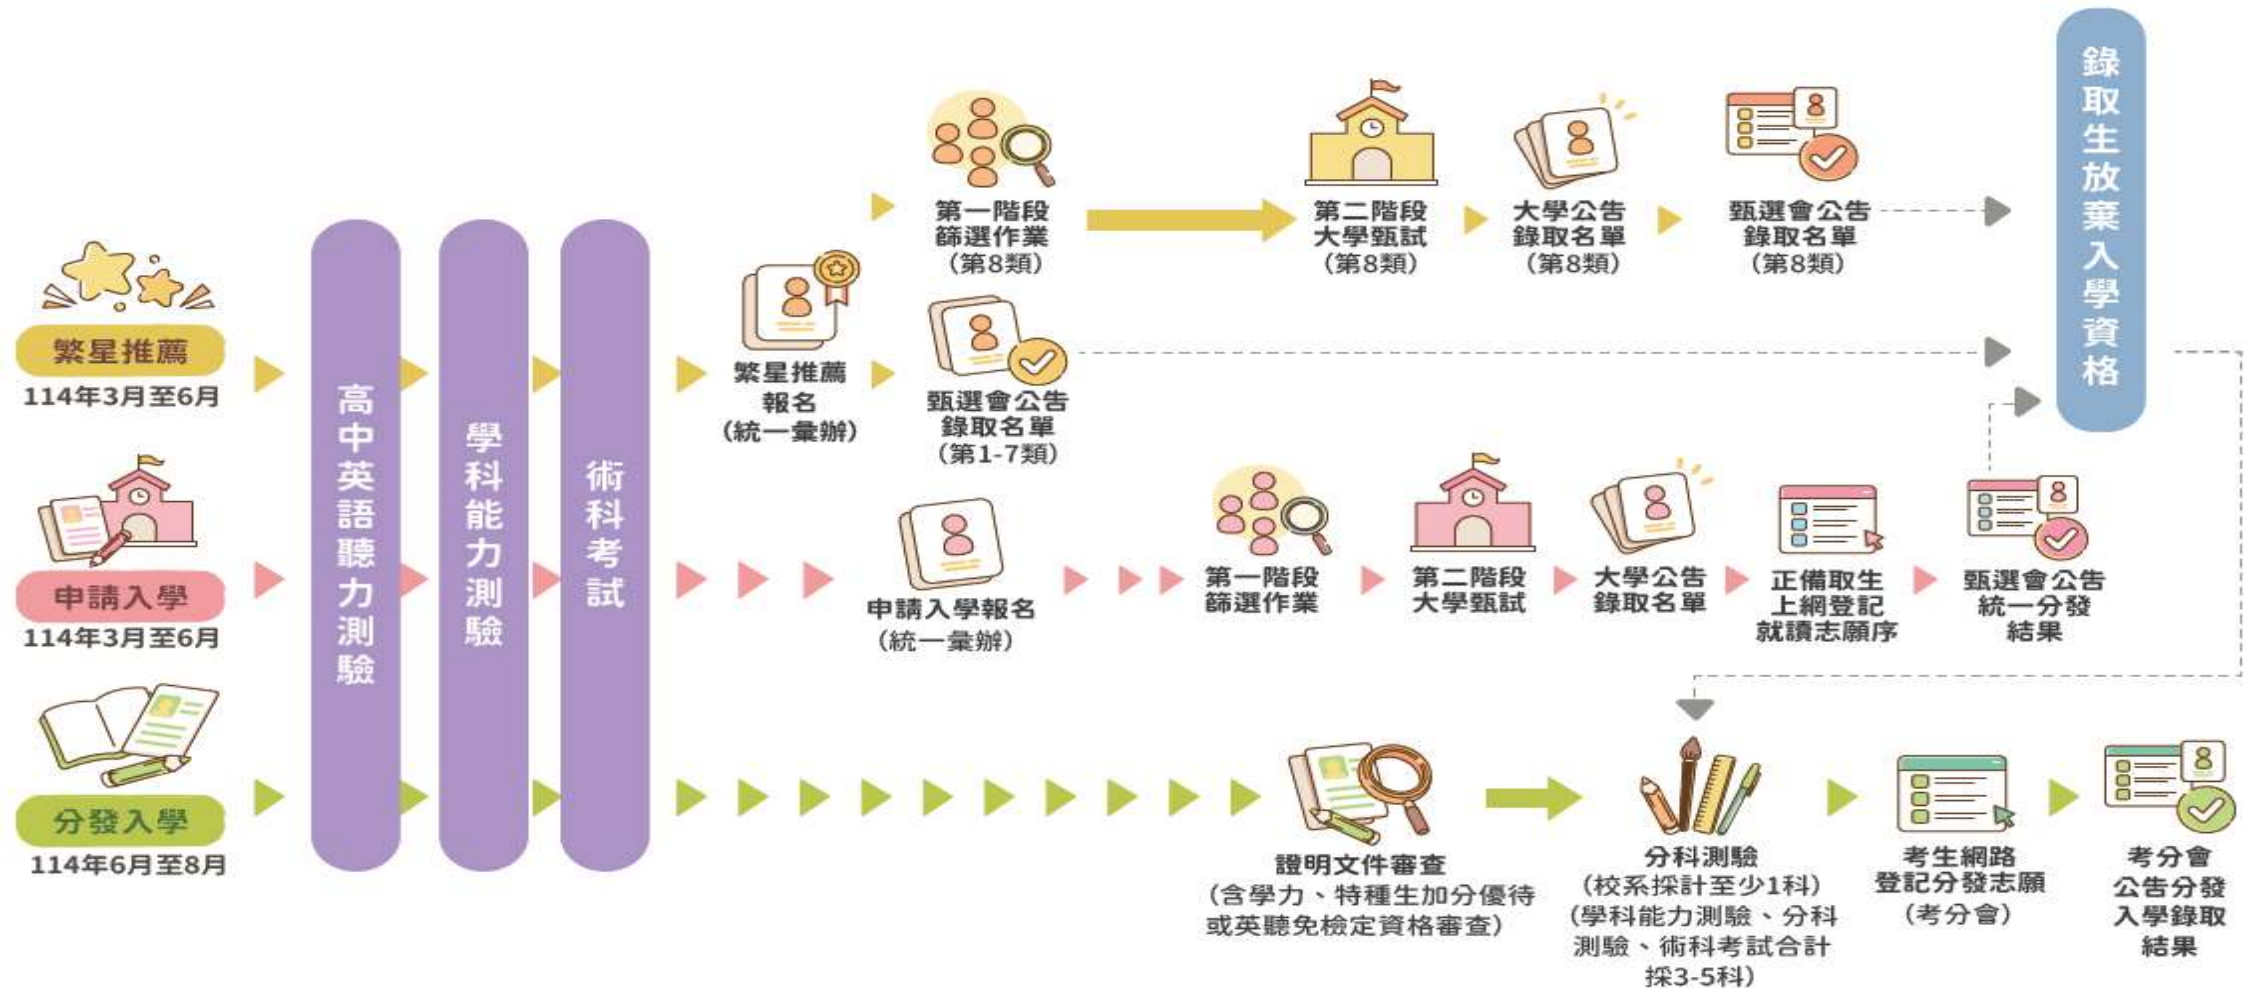 錄取生放棄入學資格
第一階段
篩選作業
(第8類)
第二階段
大學甄試
(第8類)
大學公告
錄取名單
(第8類)
甄選會公告
錄取名單
(第8類)
繁星推薦
114年3月至6月
高中英語聽力測驗
學科能力測驗
術科考試
繁星推薦
報名
(統一彙辦)
甄選會公告
錄取名單
(第1-7類)
申請入學
114年3月至6月
申請入學報名
(統一彙辦)
第一階段
篩選作業
第二階段
大學甄試
大學公告
錄取名單
正備取生
上網登記
就讀志願序
甄選會公告
統一分發
結果
分發入學
114年6月至8月
證明文件審查
(含學力、特種生加分優待
或英聽免檢定資格審查)
分科測驗
(校系採計至少1科)
(學科能力測驗、分科
測驗、術科考試合計
採3-5科)
考生網路
登記分發志願
(考分會)
考分會
公告分發
入學錄取
結果